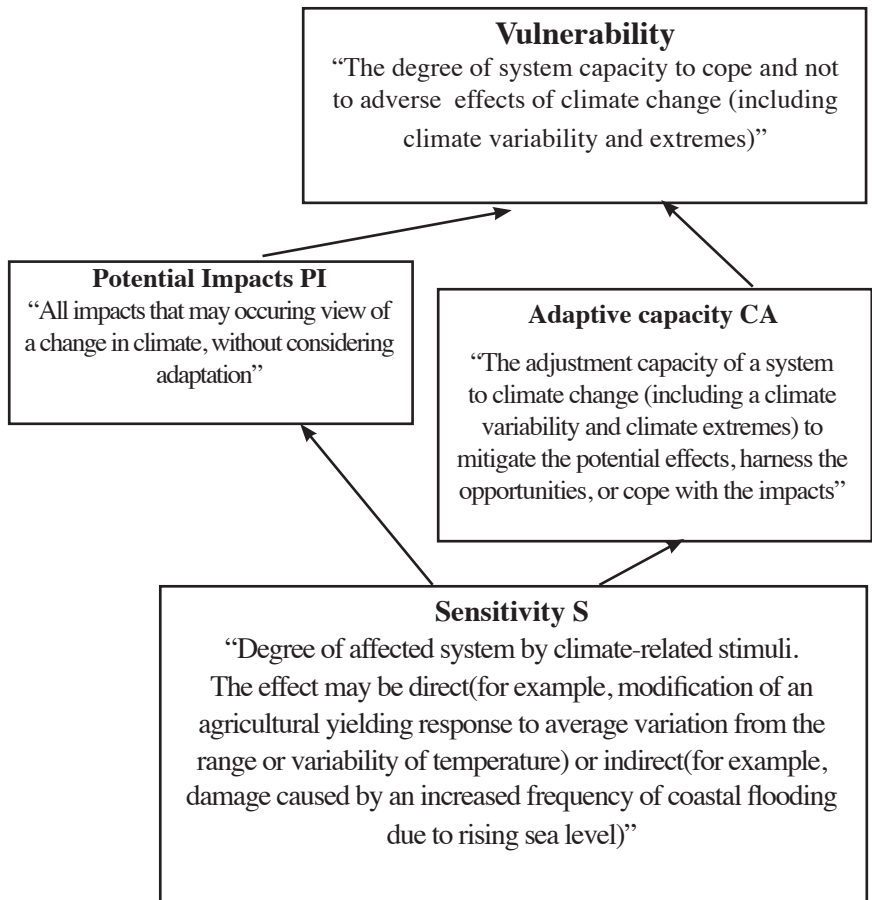 Vulnerability
“The degree of system capacity to cope and not
to adverse effects of climate change (including
climate variability and extremes)”
Potential Impacts PI
“All impacts that may occuring view of
a change in climate, without considering
adaptation”
Adaptive capacity CA
“The adjustment capacity of a system
to climate change (including a climate
variability and climate extremes) to
mitigate the potential effects, harness the
opportunities, or cope with the impacts”
Sensitivity S
“Degree of affected system by climate-related stimuli.
The effect may be direct(for example, modification of an
agricultural yielding response to average variation from the
range or variability of temperature) or indirect(for example,
damage caused by an increased frequency of coastal flooding
due to rising sea level)”